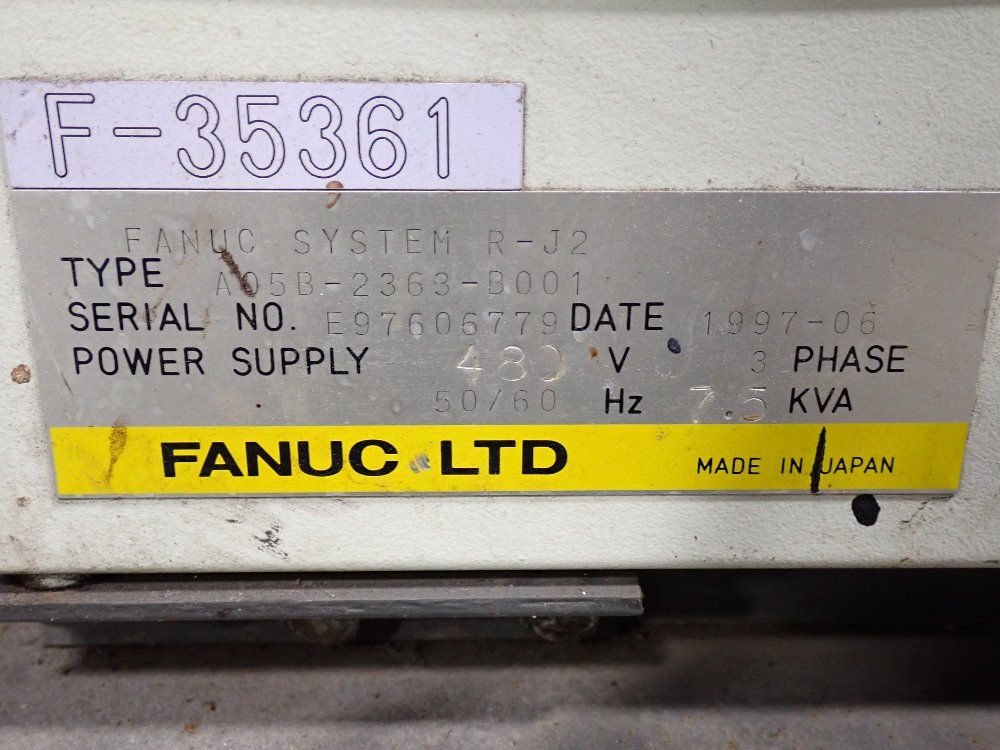 F-35361
FANUC SYSTEM R-J2
TYPE A05B-2363-B001
SERIAL NO. E97606779 DATE 1997-06
POWER SUPPLY 480 V 3 PHASE
50/60 Hz 7.5 KVA
FANUC LTD MADE IN JAPAN